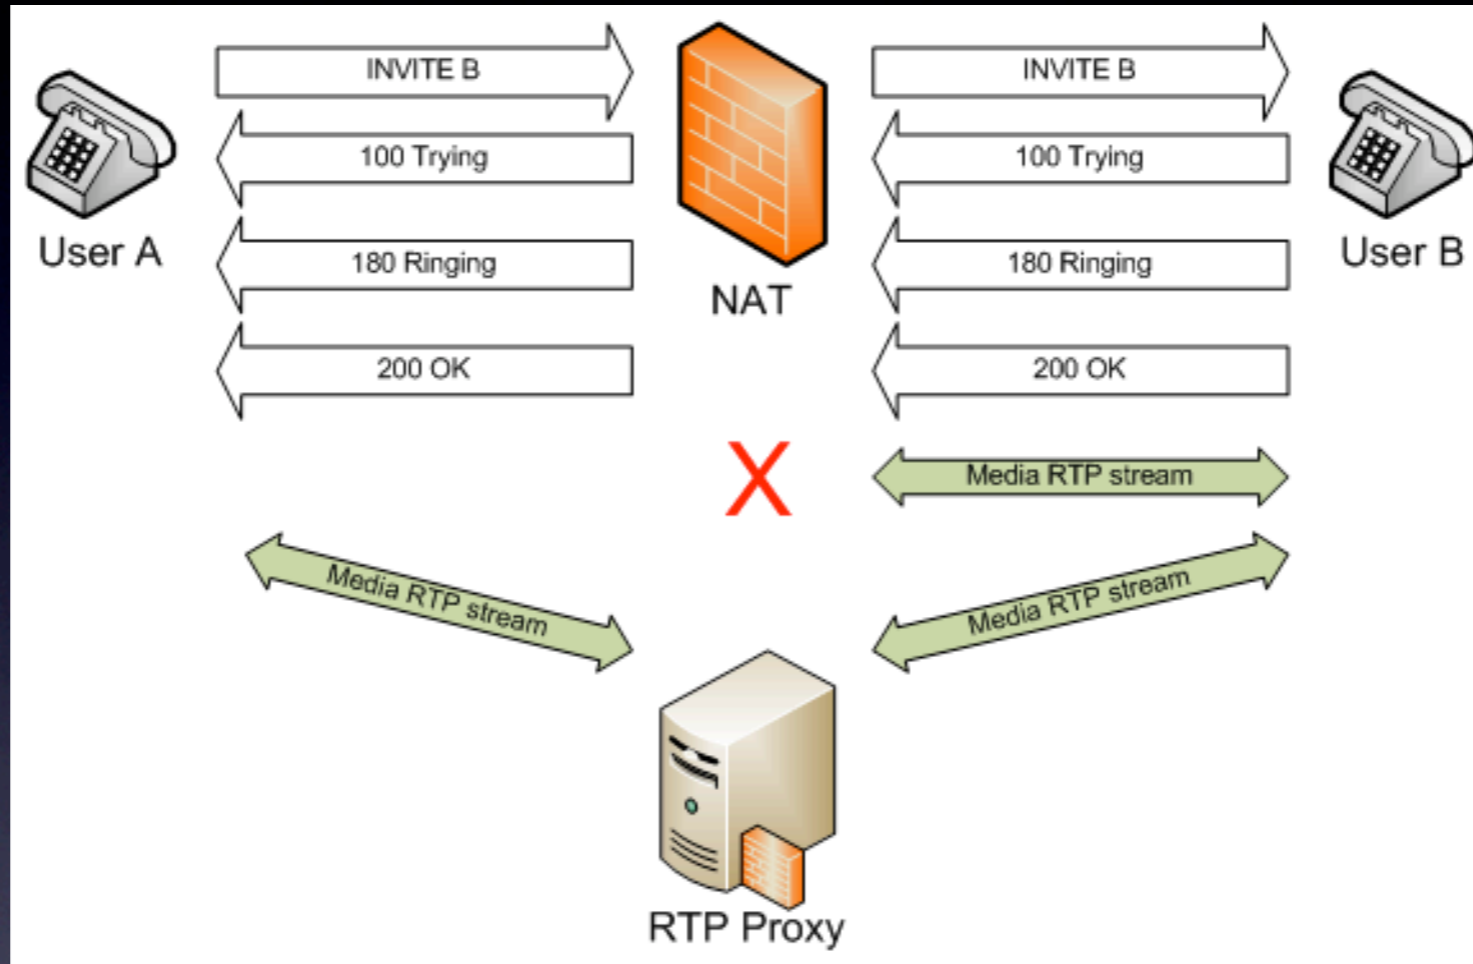 INVITE B
INVITE B
100 Trying
100 Trying
User A
180 Ringing
NAT
180 Ringing
User B
200 OK
200 OK
X
Media RTP stream
Media RTP stream
Media RTP stream
RTP Proxy